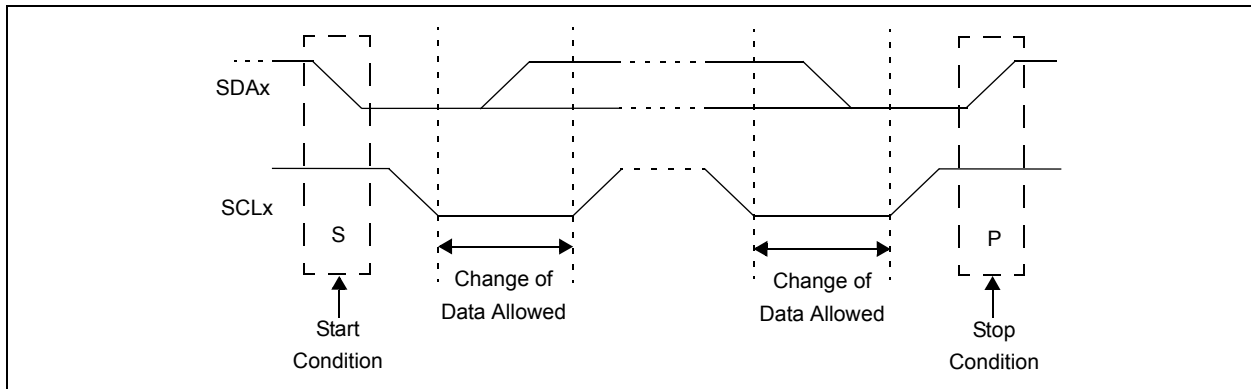 SDAx
SCLx
S
P
Change of
Data Allowed
Change of
Data Allowed
Start
Condition
Stop
Condition